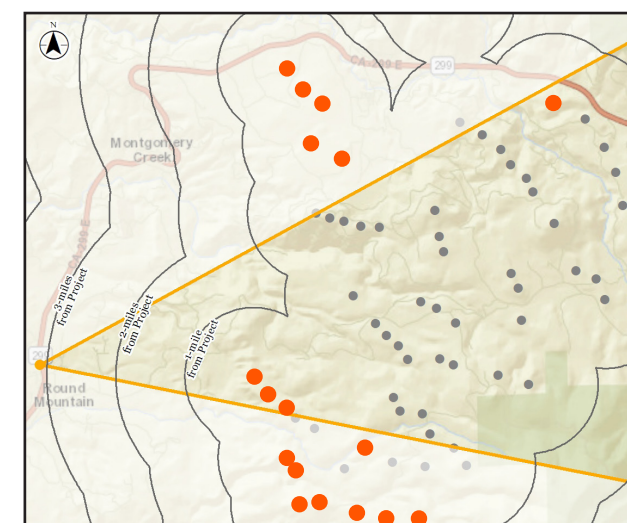 N
CA 299 E
299
Montgomery
Creek
CA 299 E
3-miles
from Project
2-miles
from Project
1-mile
from Project
299
Round
Mountain